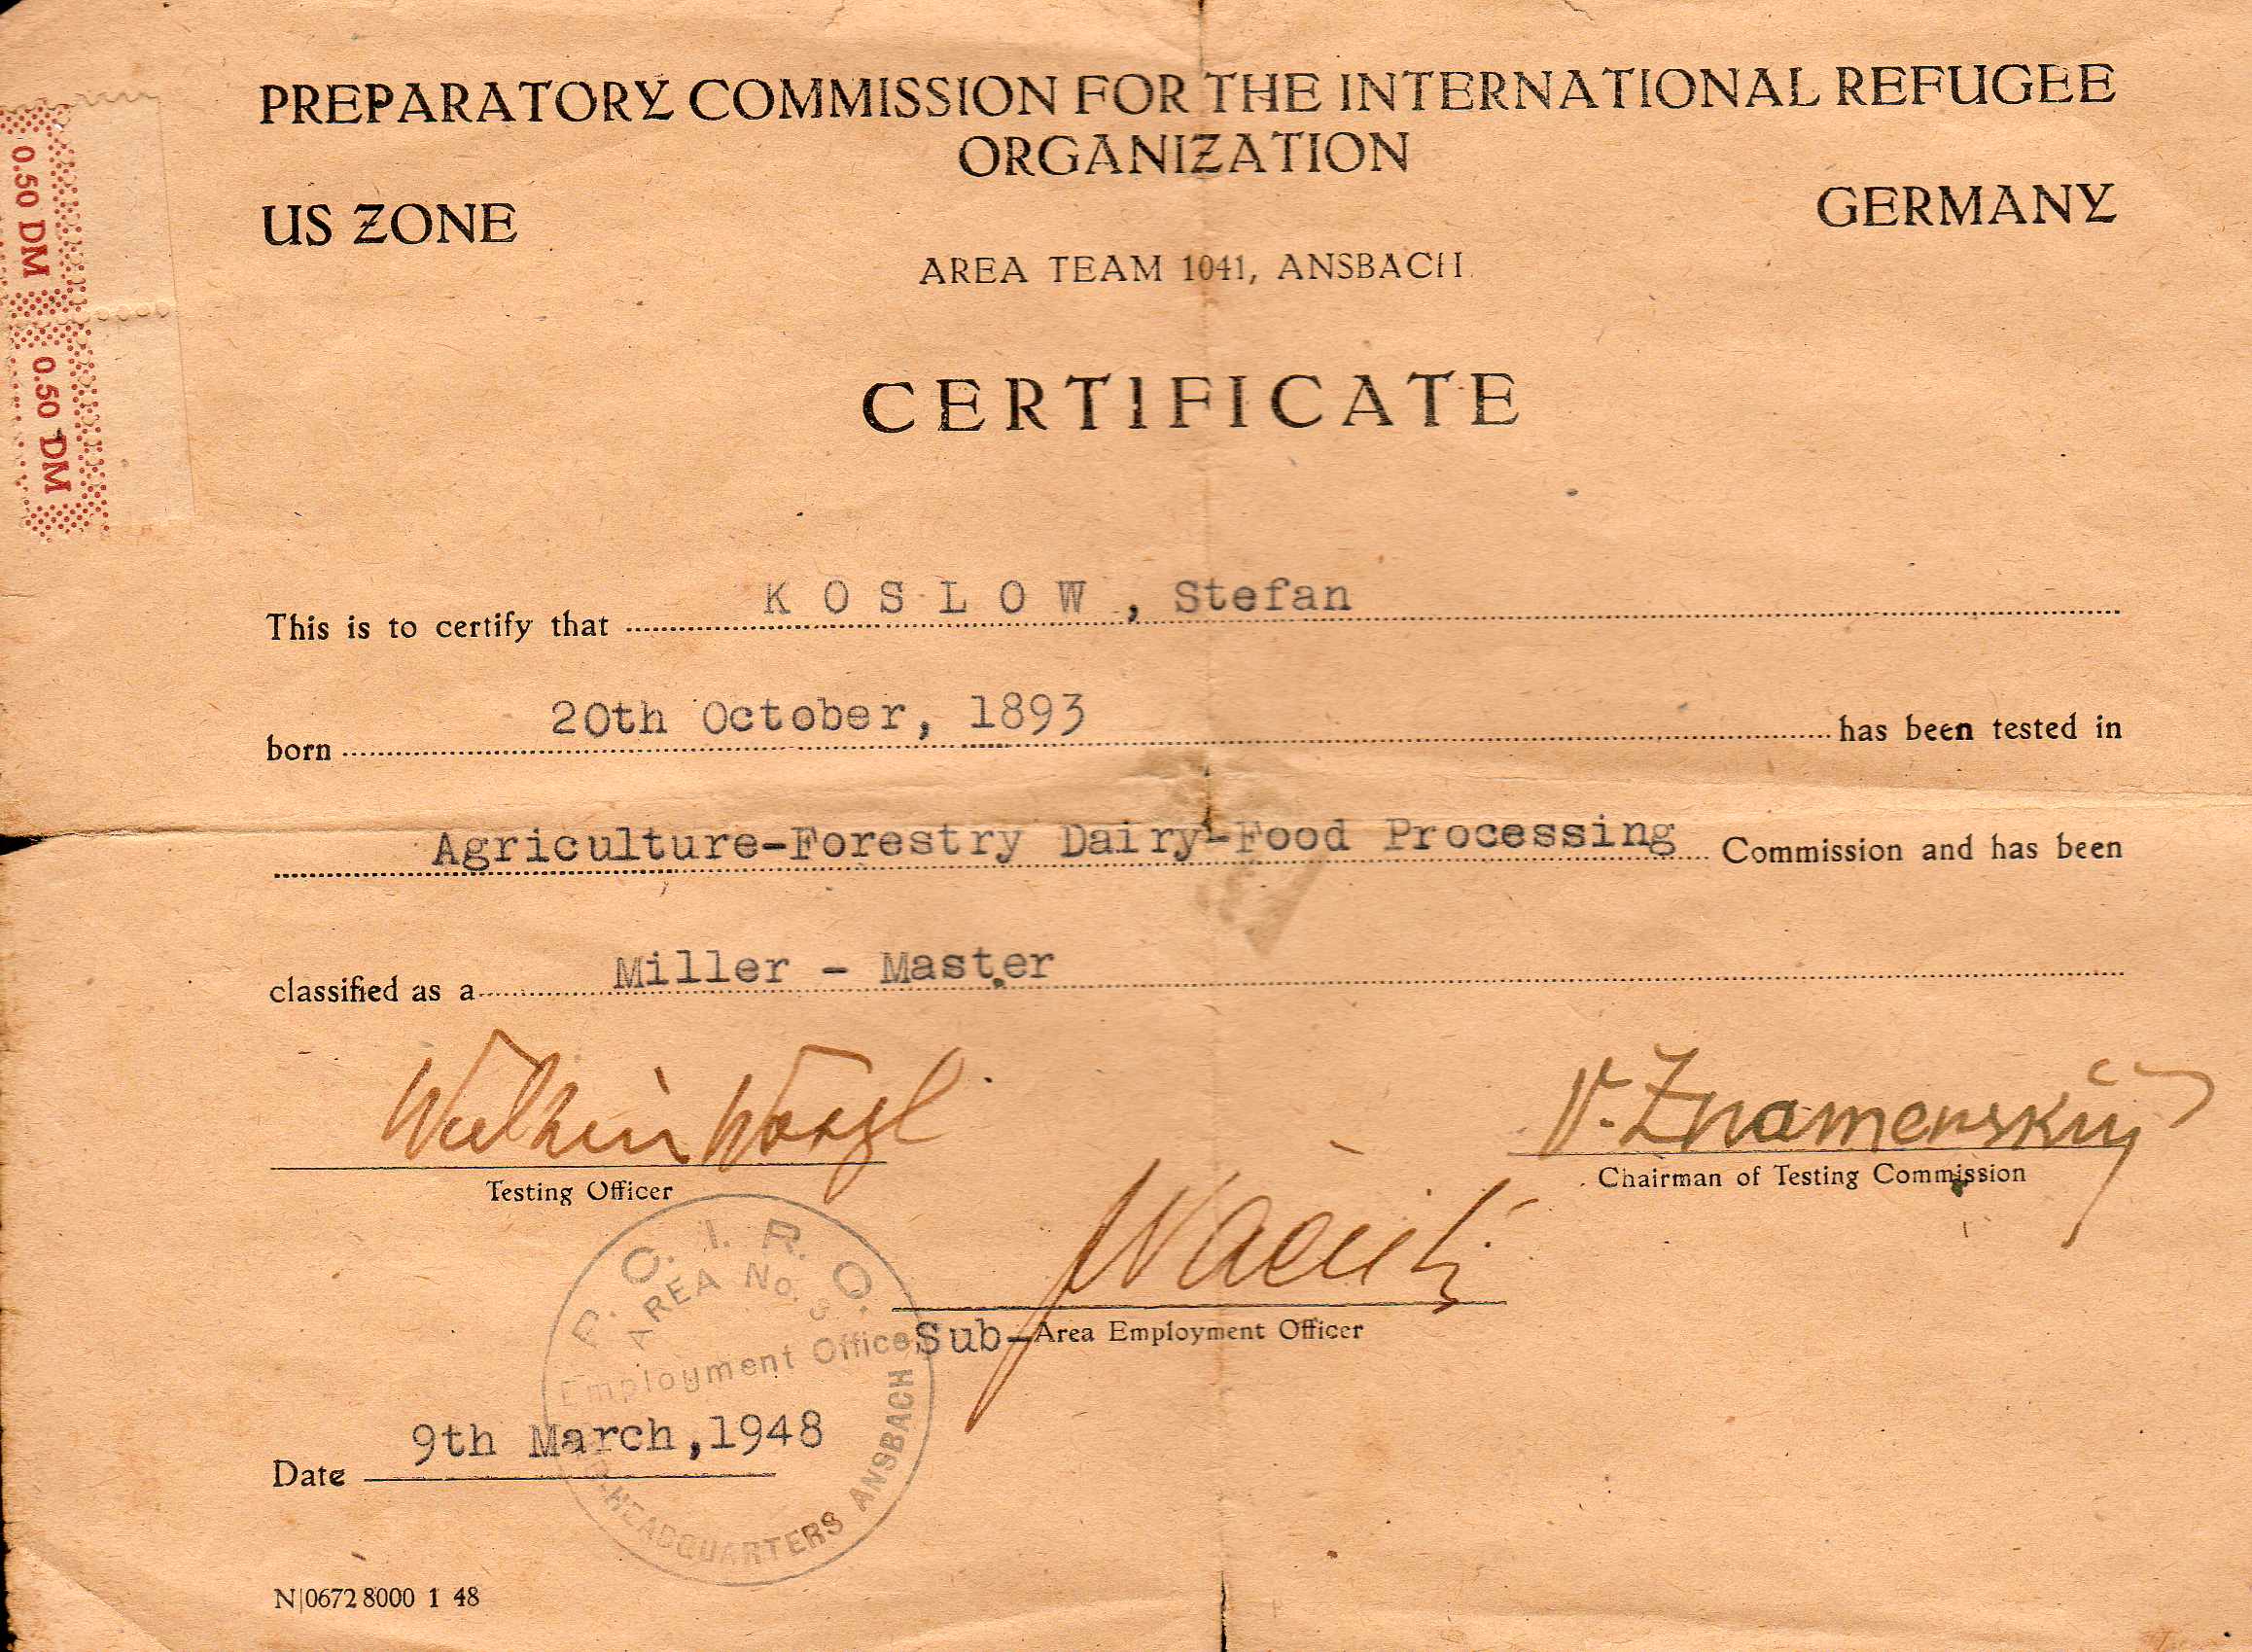 PREPARATORY COMMISSION FOR THE INTERNATIONAL REFUGEE
ORGANIZATION
US ZONE
GERMANY
AREA TEAM 1041, ANSBACH
CERTIFICATE
0.50 DM
0.50 DM
This is to certify that K O S L O W , Stefan
born 20th October, 1893 has been tested in
Agriculture-Forestry Dairy-Food Processing Commission and has been
classified as a Miller - Master
V. Znamenskij
Testing Officer
Chairman of Testing Commission
Sub-Area Employment Officer
P. C. I. R. O.
AREA No. 3
Employment Office
HEADQUARTERS ANSBACH
Date 9th March,1948
N|0672 8000 1 48